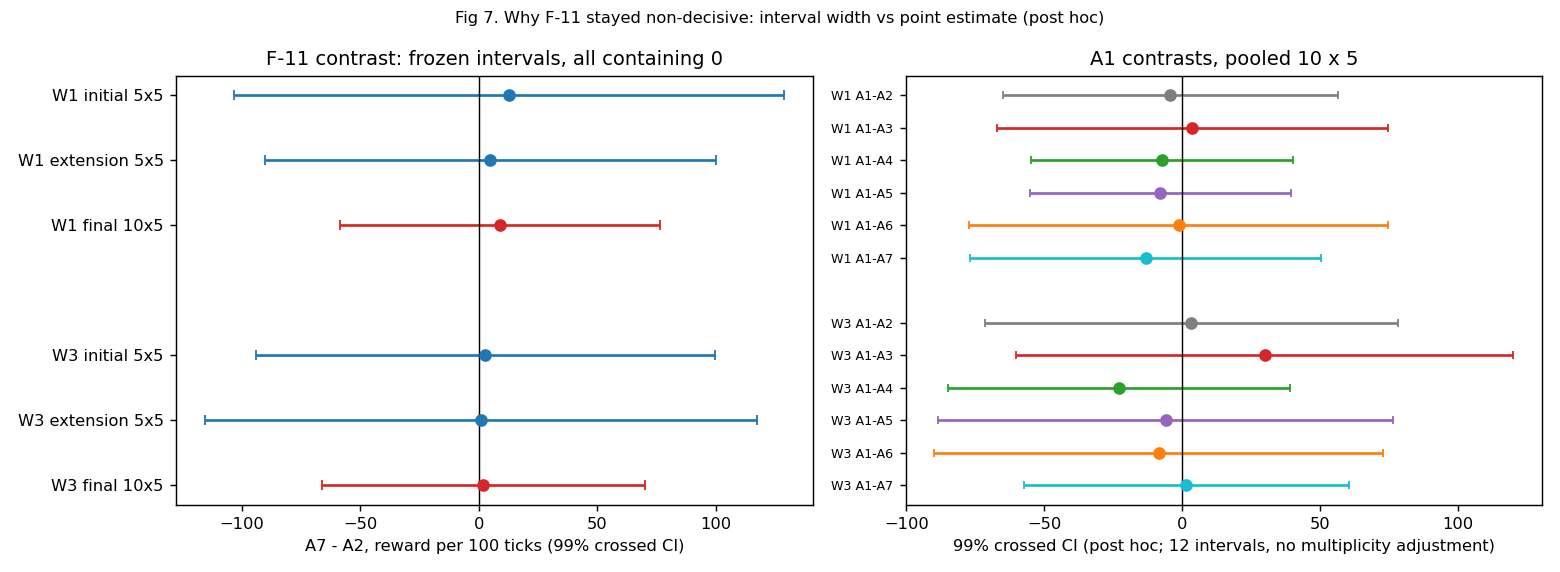 Fig 7. Why F-11 stayed non-decisive: interval width vs point estimate (post hoc)
F-11 contrast: frozen intervals, all containing 0
W1 initial 5x5
W1 extension 5x5
W1 final 10x5
W3 initial 5x5
W3 extension 5x5
W3 final 10x5
−100 −50 0 50 100
A7 - A2, reward per 100 ticks (99% crossed CI)
A1 contrasts, pooled 10 x 5
W1 A1-A2
W1 A1-A3
W1 A1-A4
W1 A1-A5
W1 A1-A6
W1 A1-A7
W3 A1-A2
W3 A1-A3
W3 A1-A4
W3 A1-A5
W3 A1-A6
W3 A1-A7
−100 −50 0 50 100
99% crossed CI (post hoc; 12 intervals, no multiplicity adjustment)